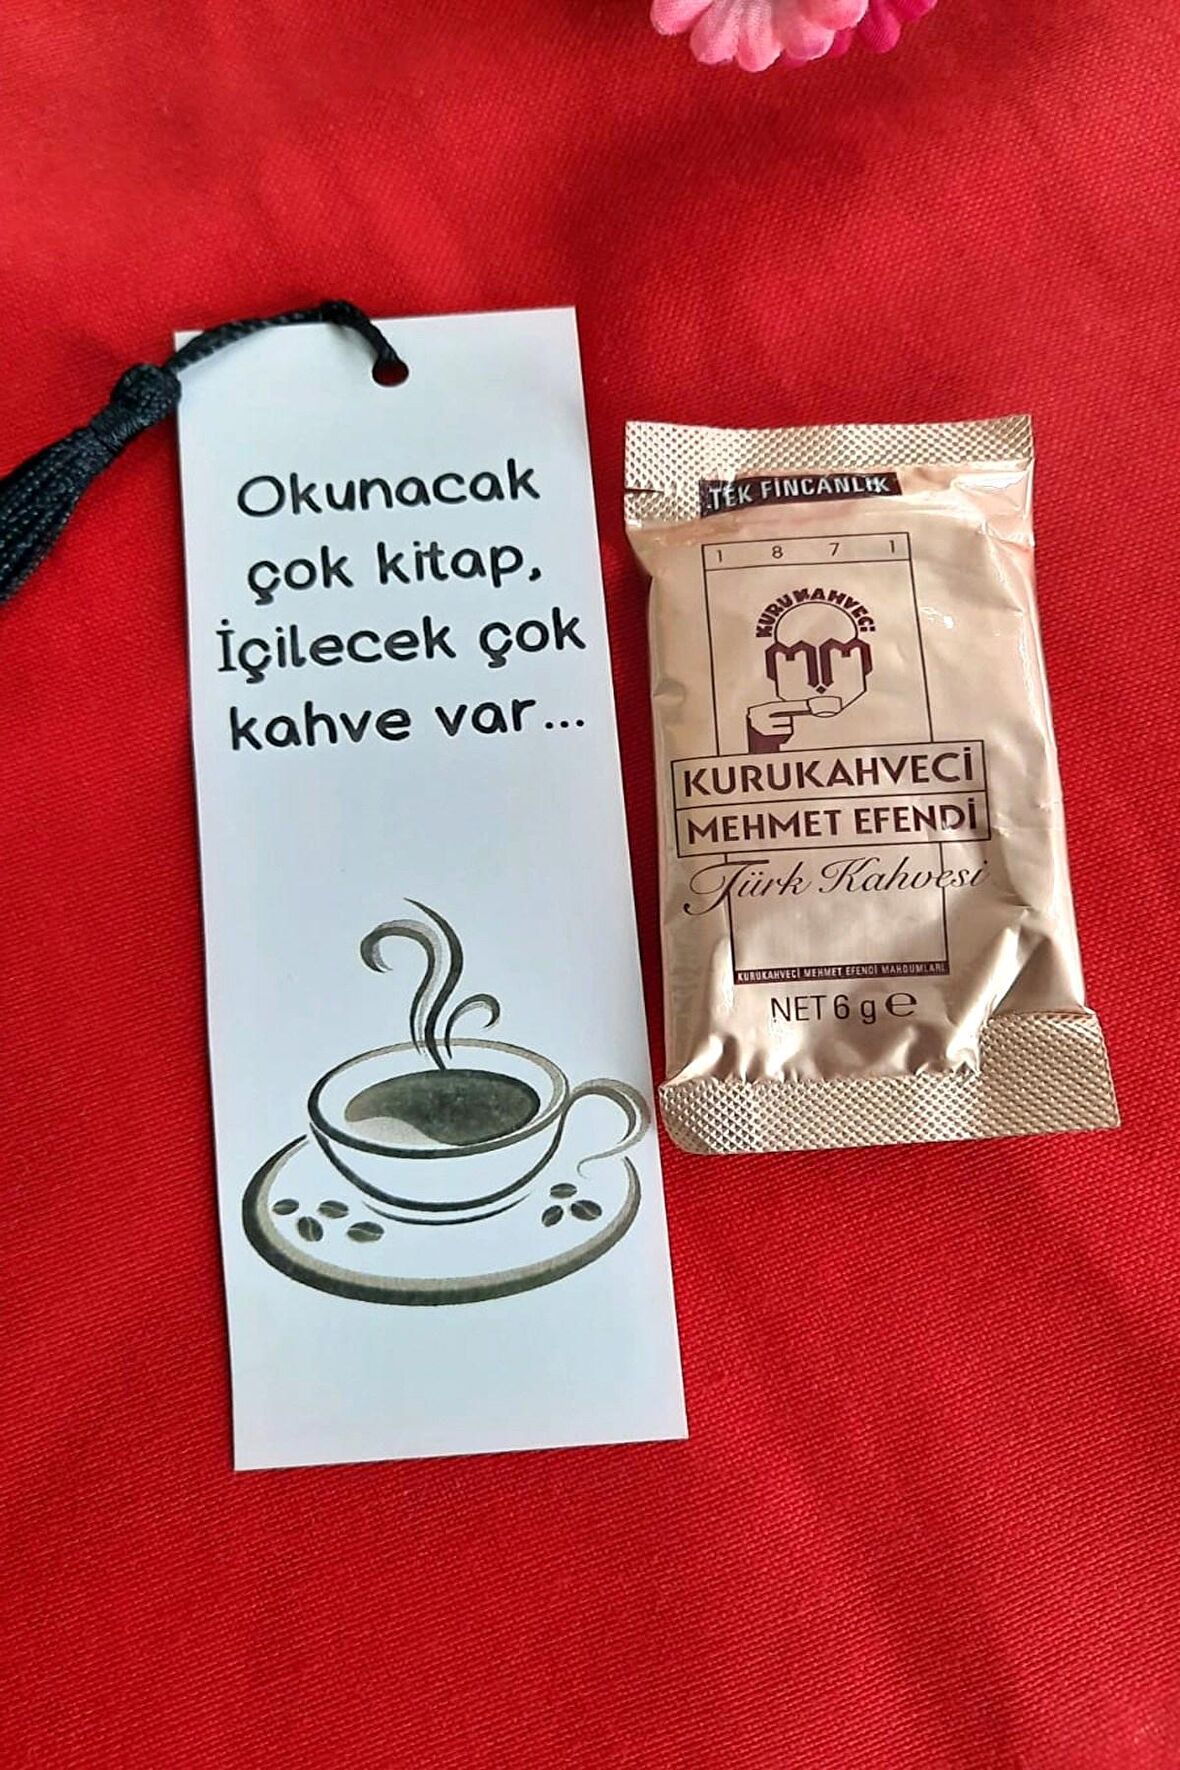 Okunacak
çok kitap,
İçilecek çok
kahve var...
TEK FİNCANLIK
1 8 7 1
KURUKAHVECİ
MM
KURUKAHVECİ
MEHMET EFENDİ
Türk Kahvesi
KURUKAHVECİ MEHMET EFENDİ MAHDUMLARI
NET 6 g ℮